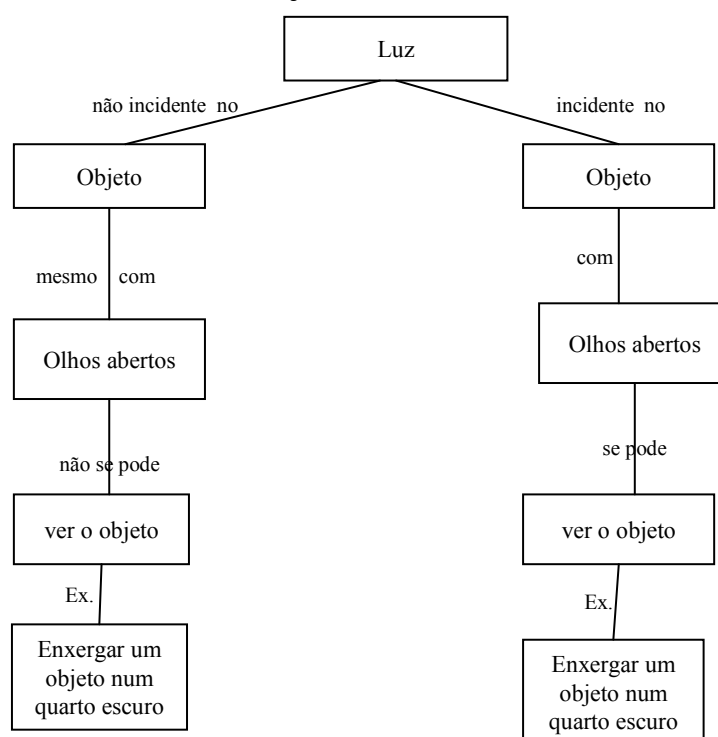 Luz
não incidente no
incidente no
Objeto
Objeto
mesmo com
com
Olhos abertos
Olhos abertos
não se pode
se pode
ver o objeto
ver o objeto
Ex.
Ex.
Enxergar um
objeto num
quarto escuro
Enxergar um
objeto num
quarto escuro